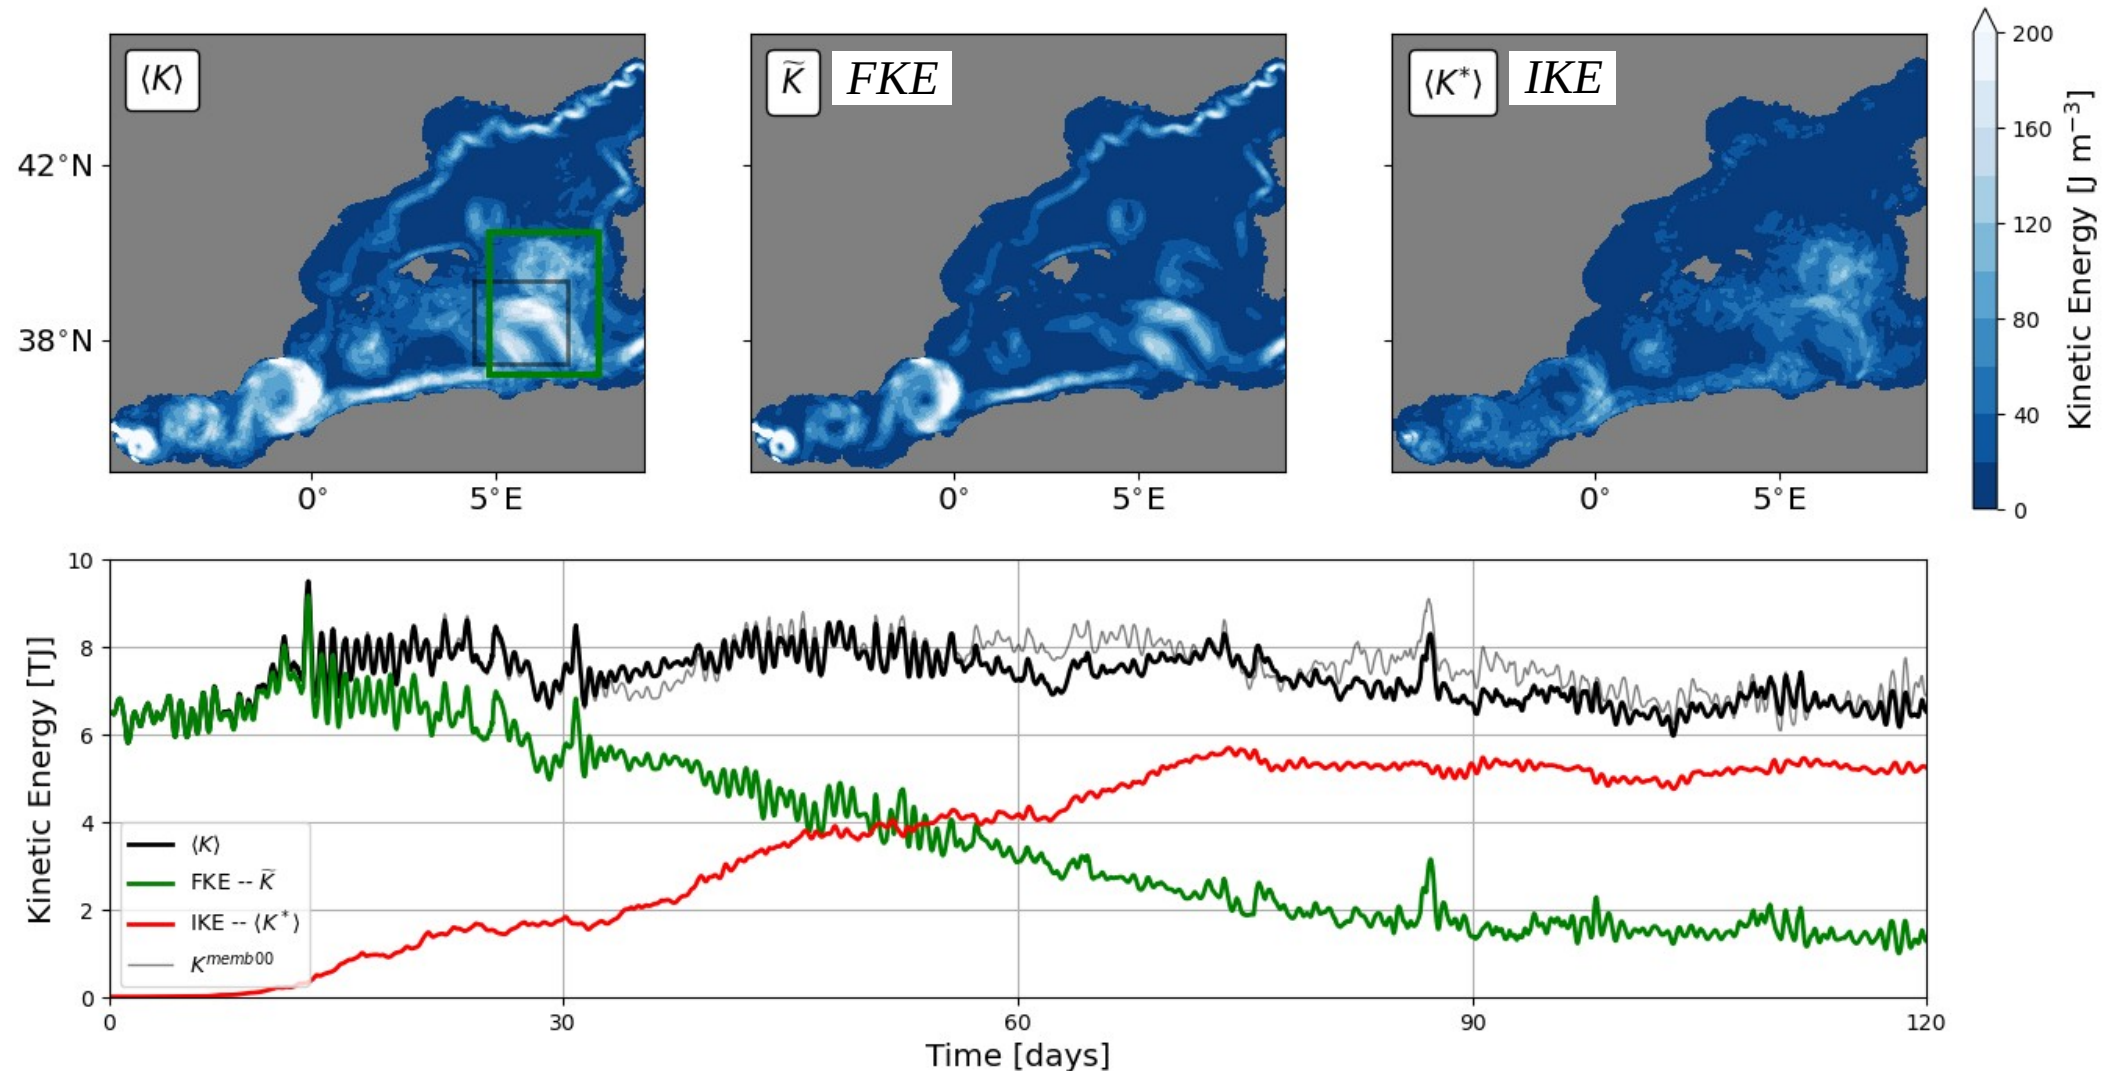 ⟨K⟩
K̃ FKE
⟨K*⟩ IKE
42°N
38°N
0° 5°E
0° 5°E
0° 5°E
200
160
120
80
40
0
Kinetic Energy [J m⁻³]
10
8
6
4
2
0
Kinetic Energy [TJ]
⟨K⟩
FKE -- K̃
IKE -- ⟨K*⟩
K^memb00
0 30 60 90 120
Time [days]